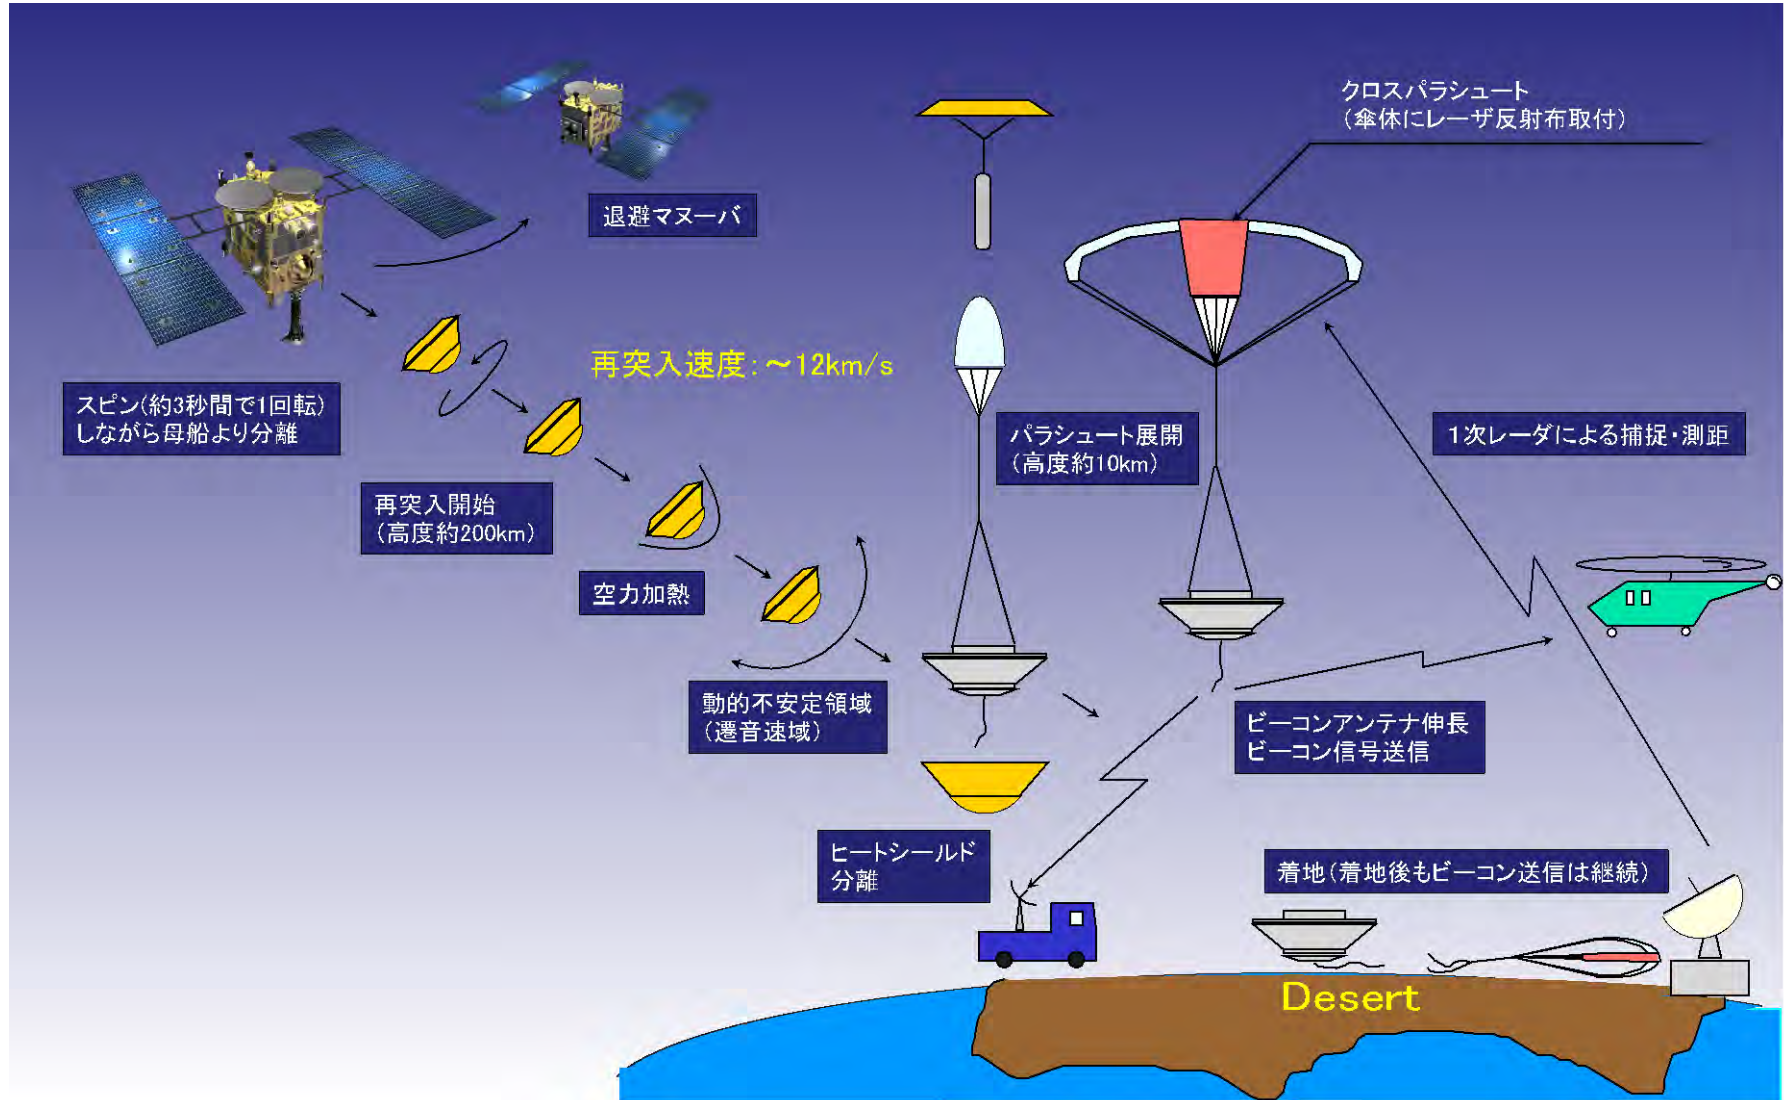 クロスパラシュート
(傘体にレーザ反射布取付)
退避マヌーバ
再突入速度:～12km/s
スピン(約3秒間で1回転)
しながら母船より分離
パラシュート展開
(高度約10km)
1次レーダによる捕捉・測距
再突入開始
(高度約200km)
空力加熱
動的不安定領域
(遷音速域)
ビーコンアンテナ伸長
ビーコン信号送信
ヒートシールド
分離
着地(着地後もビーコン送信は継続)
Desert